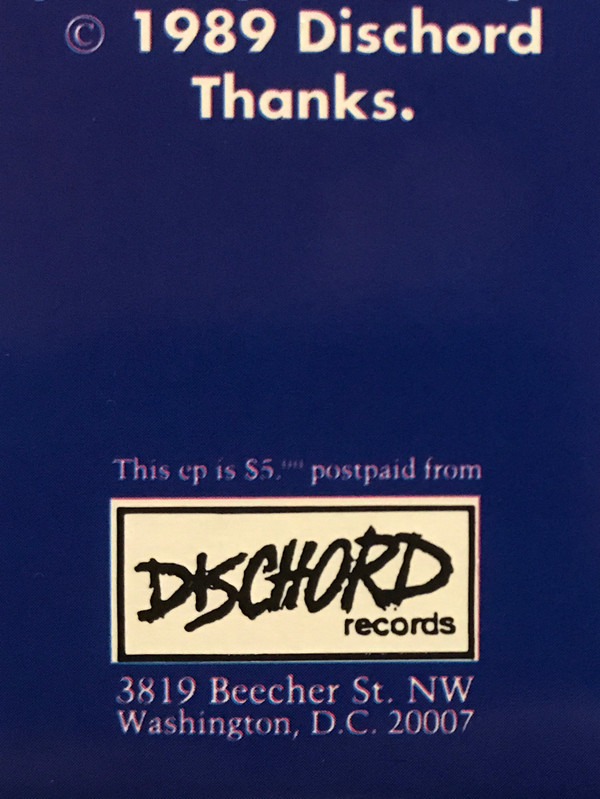 © 1989 Dischord
Thanks.
This ep is $5.⁰⁰ postpaid from
DISCHORD
records
3819 Beecher St. NW
Washington, D.C. 20007